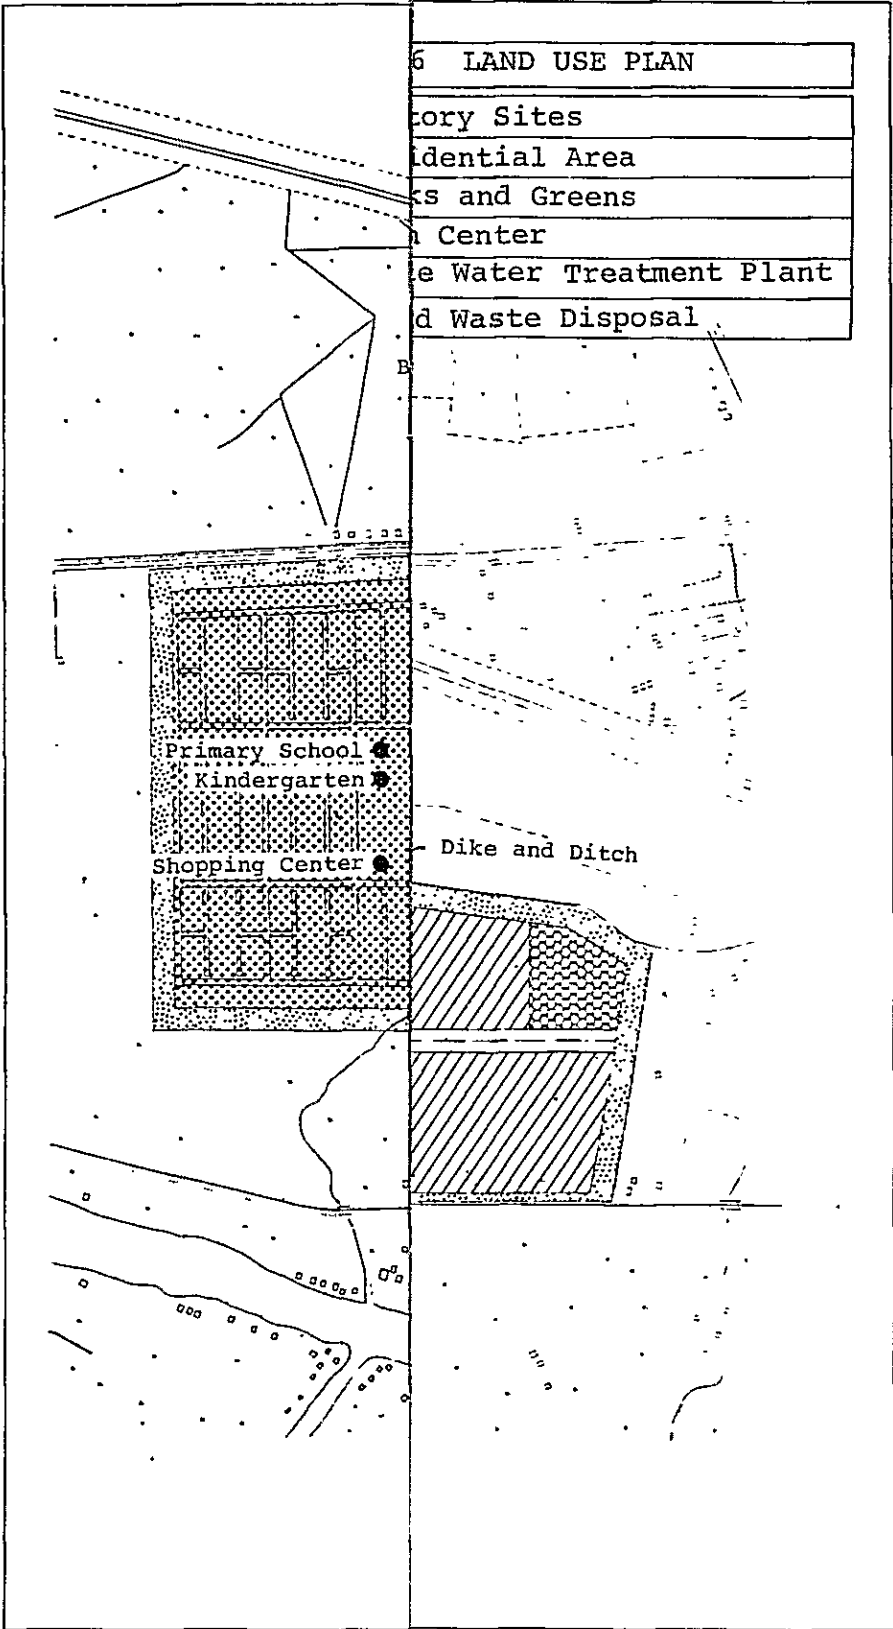 6 LAND USE PLAN
tory Sites
idential Area
ks and Greens
n Center
e Water Treatment Plant
d Waste Disposal
B
Primary School
Kindergarten
Shopping Center
Dike and Ditch